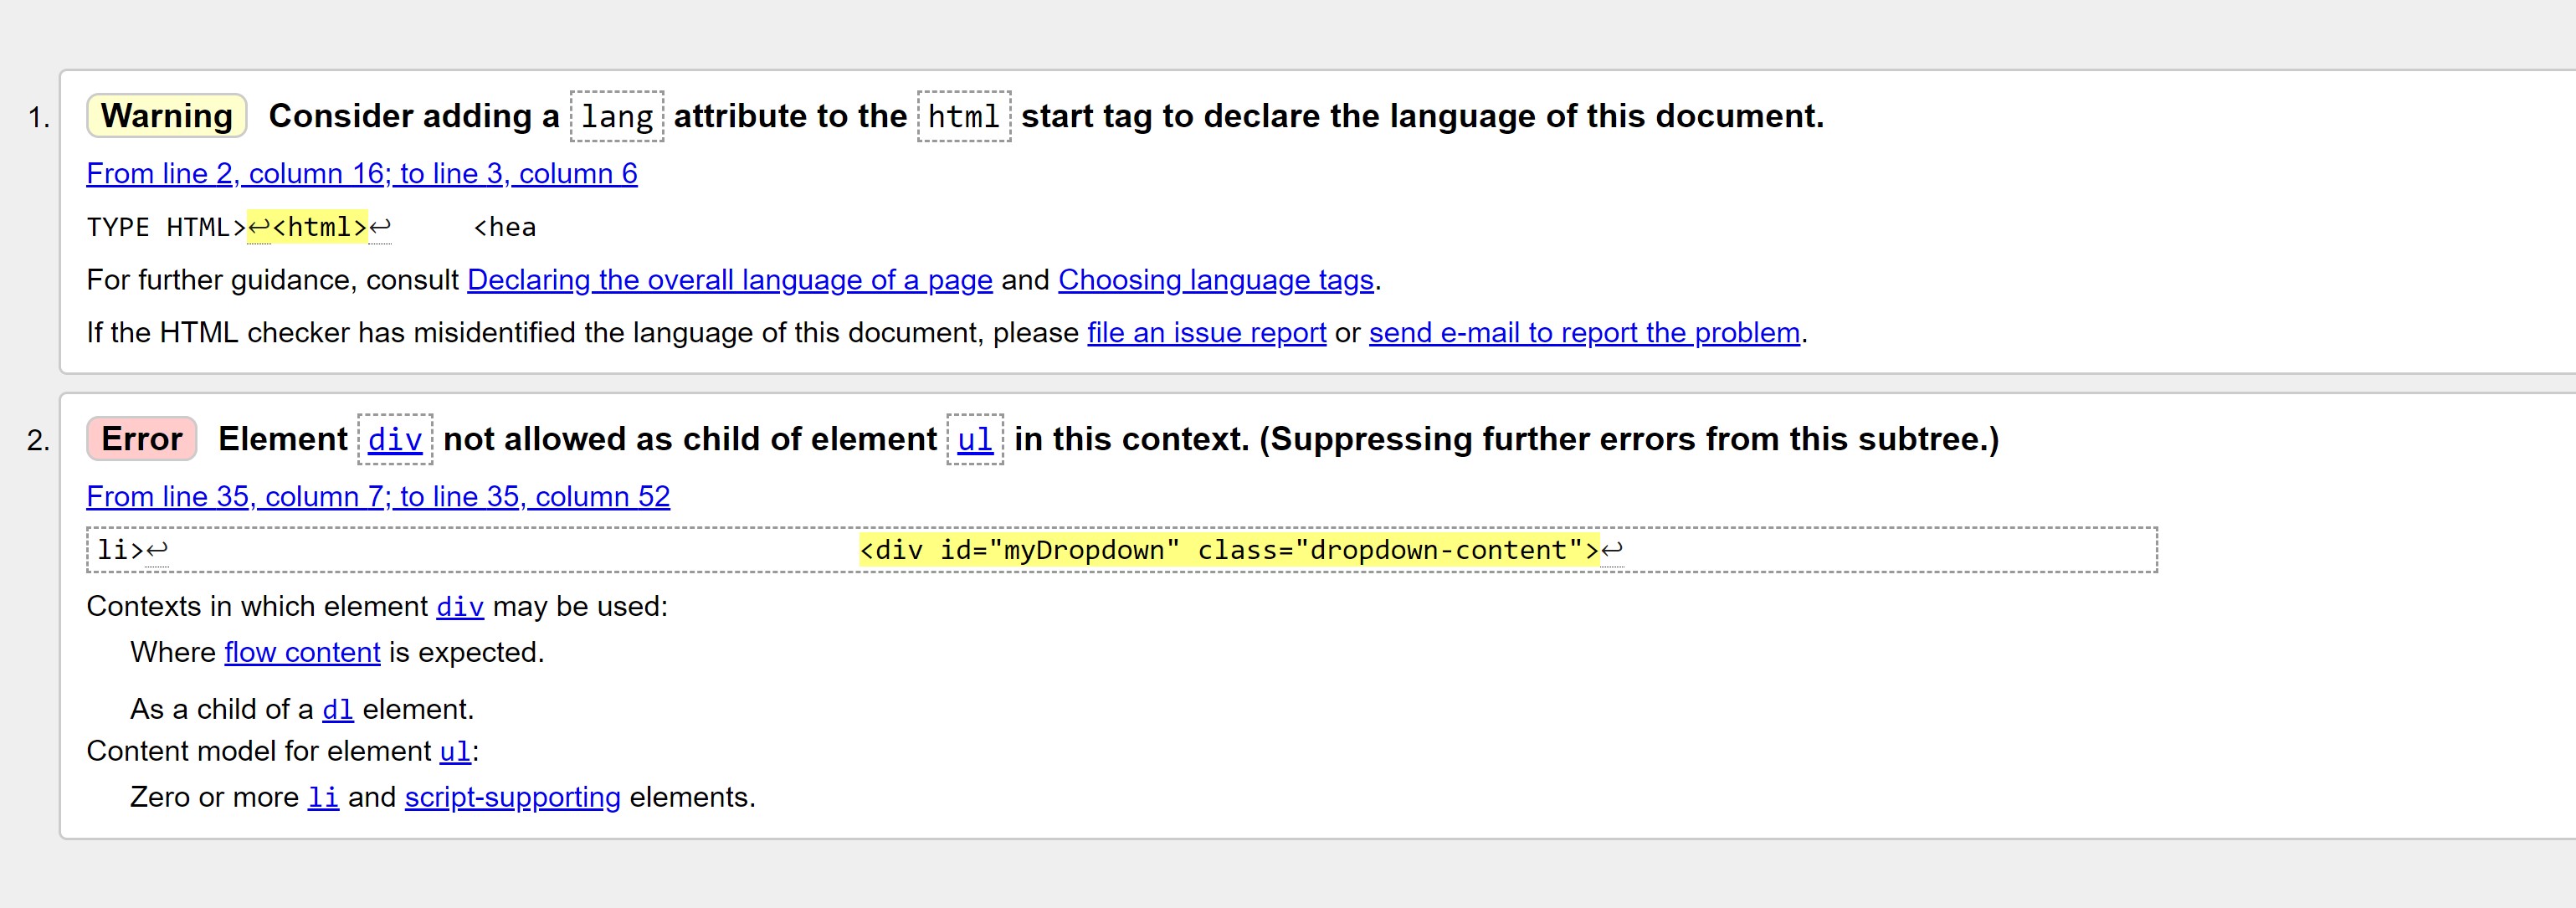 1. Warning Consider adding a lang attribute to the html start tag to declare the language of this document.
From line 2, column 16; to line 3, column 6
TYPE HTML>↩<html>↩     <hea
For further guidance, consult Declaring the overall language of a page and Choosing language tags.
If the HTML checker has misidentified the language of this document, please file an issue report or send e-mail to report the problem.
2. Error Element div not allowed as child of element ul in this context. (Suppressing further errors from this subtree.)
From line 35, column 7; to line 35, column 52
li>↩ <div id="myDropdown" class="dropdown-content">↩
Contexts in which element div may be used:
Where flow content is expected.
As a child of a dl element.
Content model for element ul:
Zero or more li and script-supporting elements.